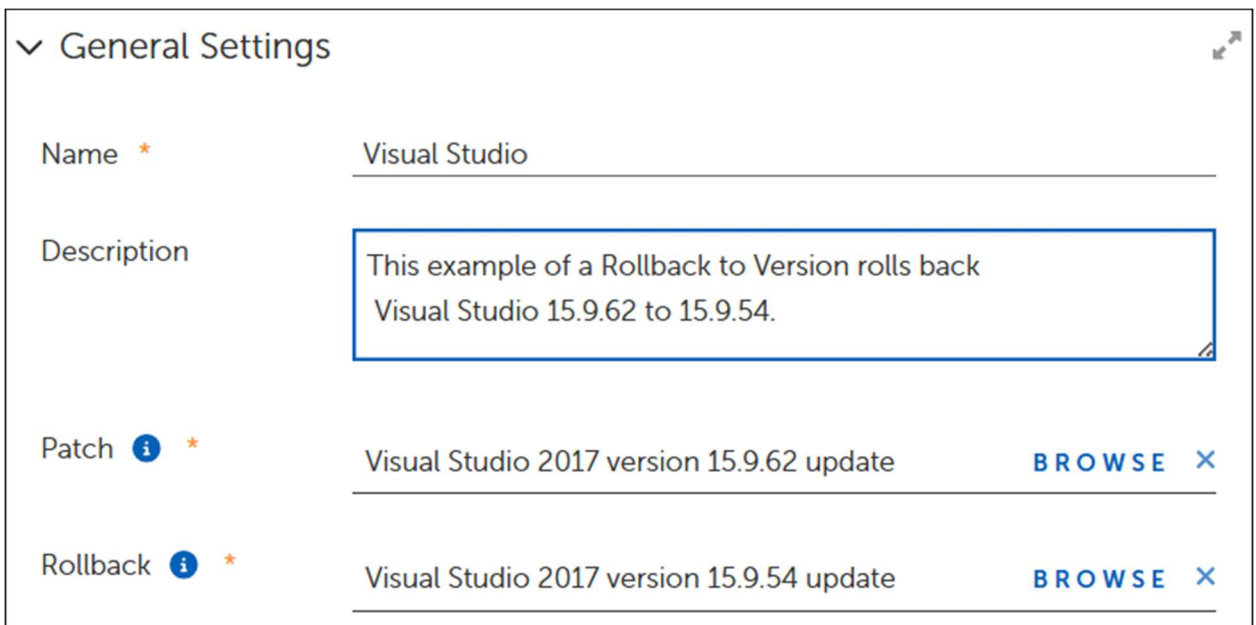 General Settings
Name *
Visual Studio
Description
This example of a Rollback to Version rolls back
Visual Studio 15.9.62 to 15.9.54.
Patch i *
Visual Studio 2017 version 15.9.62 update BROWSE ×
Rollback i *
Visual Studio 2017 version 15.9.54 update BROWSE ×